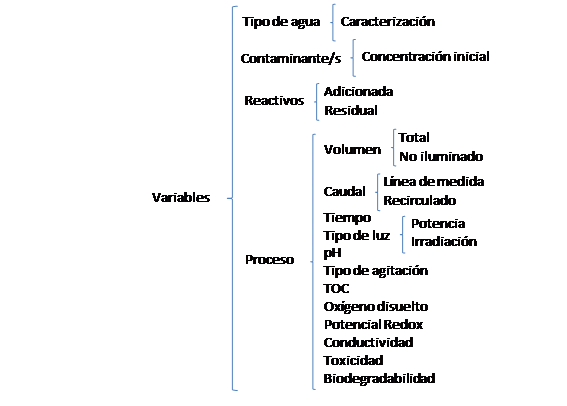 Variables
Tipo de agua
Caracterización
Contaminante/s
Concentración inicial
Reactivos
Adicionada
Residual
Proceso
Volumen
Total
No iluminado
Caudal
Línea de medida
Recirculado
Tiempo
Tipo de luz
Potencia
Irradiación
pH
Tipo de agitación
TOC
Oxígeno disuelto
Potencial Redox
Conductividad
Toxicidad
Biodegradabilidad